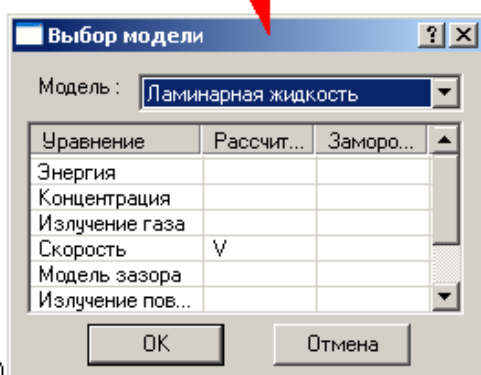 Выбор модели
Модель : Ламинарная жидкость
Уравнение Рассчит... Заморо...
Энергия
Концентрация
Излучение газа
Скорость V
Модель зазора
Излучение пов...
OK Отмена